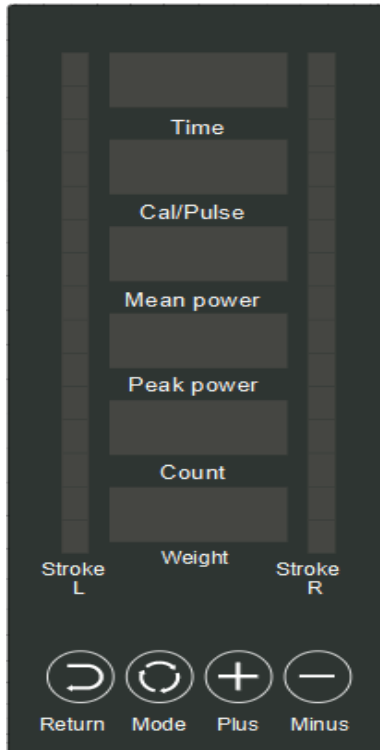 Time
Cal/Pulse
Mean power
Peak power
Count
Weight
Stroke
L
Stroke
R
Return Mode Plus Minus